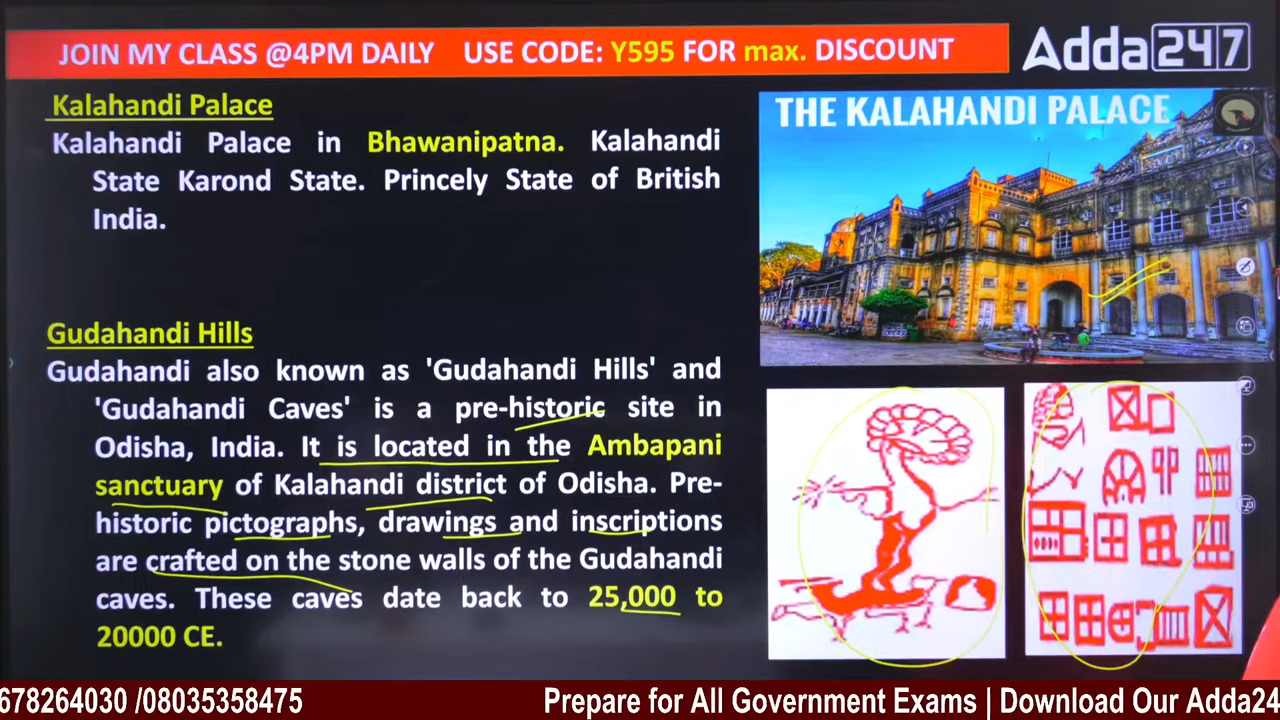 JOIN MY CLASS @4PM DAILY USE CODE: Y595 FOR max. DISCOUNT
Adda247
Kalahandi Palace
Kalahandi Palace in Bhawanipatna. Kalahandi
State Karond State. Princely State of British
India.
THE KALAHANDI PALACE
Gudahandi Hills
Gudahandi also known as 'Gudahandi Hills' and
'Gudahandi Caves' is a pre-historic site in
Odisha, India. It is located in the Ambapani
sanctuary of Kalahandi district of Odisha. Pre-
historic pictographs, drawings and inscriptions
are crafted on the stone walls of the Gudahandi
caves. These caves date back to 25,000 to
20000 CE.
678264030 /08035358475
Prepare for All Government Exams | Download Our Adda24